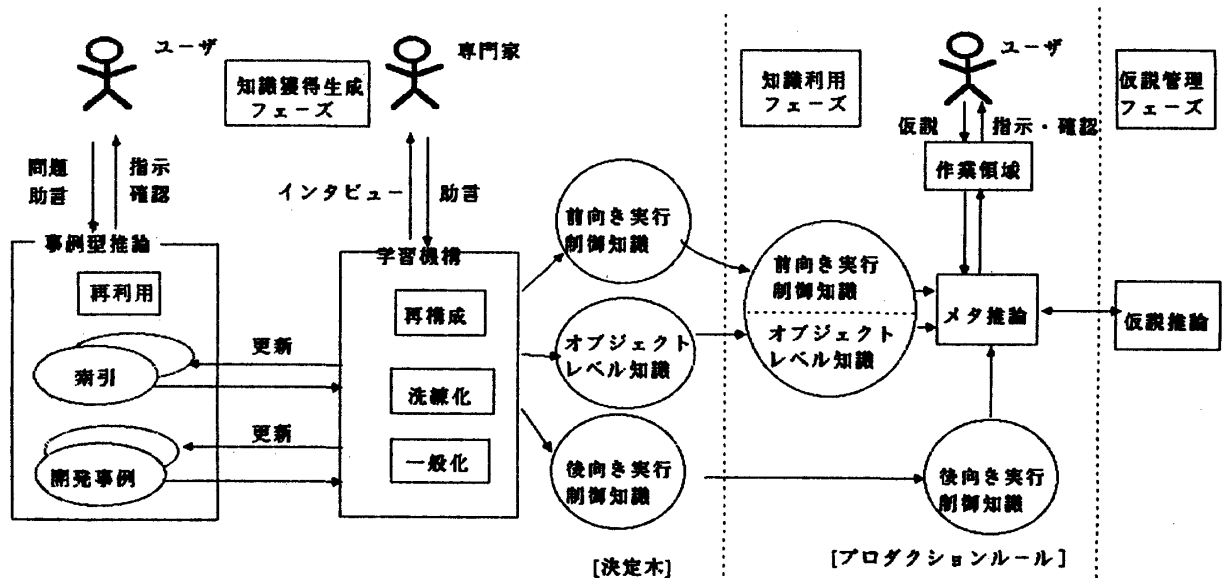 ユーザ
専門家
知識獲得生成
フェーズ
問題
助言
指示
確認
インタビュー
助言
事例型推論
再利用
索引
開発事例
更新
更新
学習機構
再構成
洗練化
一般化
前向き実行
制御知識
オブジェクト
レベル知識
後向き実行
制御知識
[決定木]
知識利用
フェーズ
ユーザ
仮説
指示・確認
作業領域
前向き実行
制御知識
オブジェクト
レベル知識
メタ推論
後向き実行
制御知識
[プロダクションルール]
仮説管理
フェーズ
仮説推論